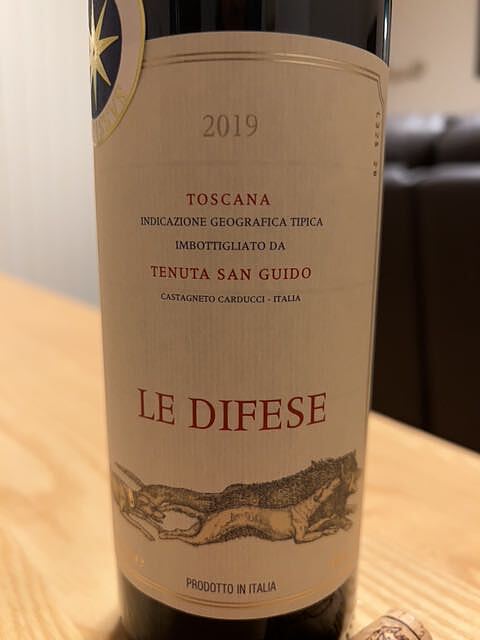 2019
TOSCANA
INDICAZIONE GEOGRAFICA TIPICA
IMBOTTIGLIATO DA
TENUTA SAN GUIDO
CASTAGNETO CARDUCCI - ITALIA
LE DIFESE
PRODOTTO IN ITALIA